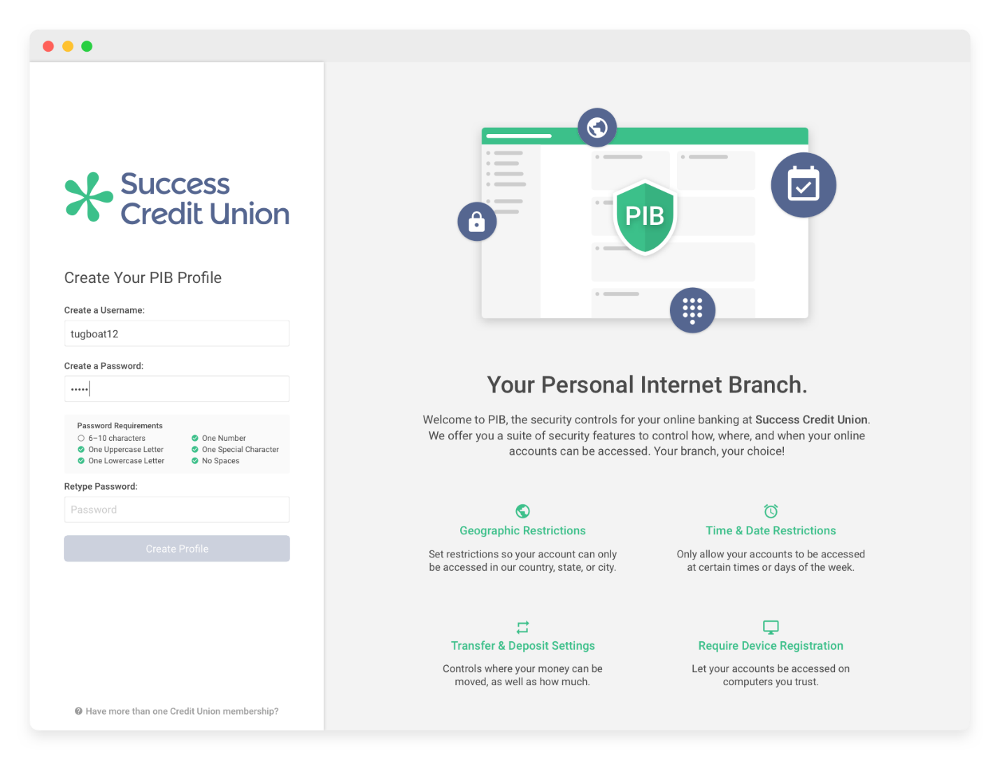 Success
Credit Union
Create Your PIB Profile
Create a Username:
tugboat12
Create a Password:
•••••
Password Requirements
6–10 characters
One Uppercase Letter
One Lowercase Letter
One Number
One Special Character
No Spaces
Retype Password:
Password
Create Profile
Have more than one Credit Union membership?
PIB
Your Personal Internet Branch.
Welcome to PIB, the security controls for your online banking at Success Credit Union.
We offer you a suite of security features to control how, where, and when your online
accounts can be accessed. Your branch, your choice!
Geographic Restrictions
Set restrictions so your account can only
be accessed in our country, state, or city.
Time & Date Restrictions
Only allow your accounts to be accessed
at certain times or days of the week.
Transfer & Deposit Settings
Controls where your money can be
moved, as well as how much.
Require Device Registration
Let your accounts be accessed on
computers you trust.